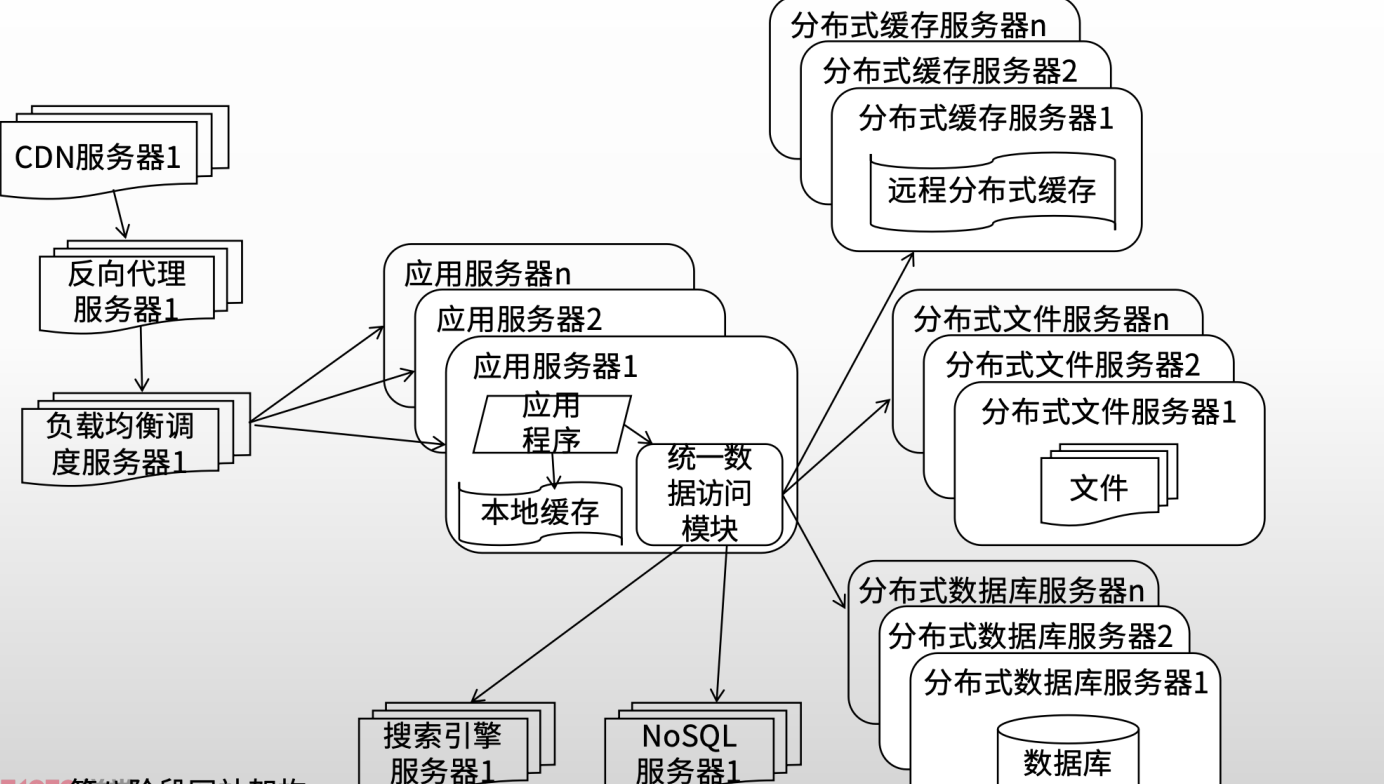 分布式缓存服务器n
分布式缓存服务器2
分布式缓存服务器1
远程分布式缓存
CDN服务器1
反向代理
服务器1
负载均衡调
度服务器1
应用服务器n
应用服务器2
应用服务器1
应用
程序
本地缓存
统一数
据访问
模块
分布式文件服务器n
分布式文件服务器2
分布式文件服务器1
文件
分布式数据库服务器n
分布式数据库服务器2
分布式数据库服务器1
数据库
搜索引擎
服务器1
NoSQL
服务器1
阶段网站架构